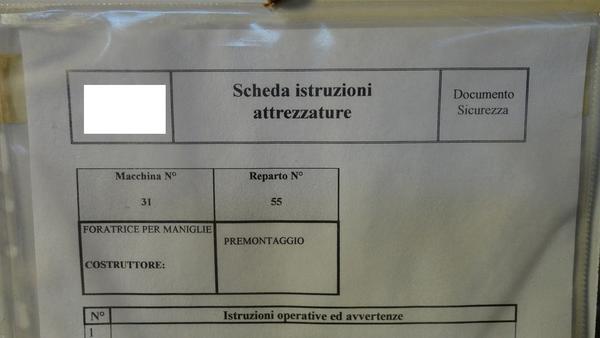 Scheda istruzioni
attrezzature
Documento
Sicurezza
Macchina N°
Reparto N°
31
55
FORATRICE PER MANIGLIE
COSTRUTTORE:
PREMONTAGGIO
N°
Istruzioni operative ed avvertenze
1